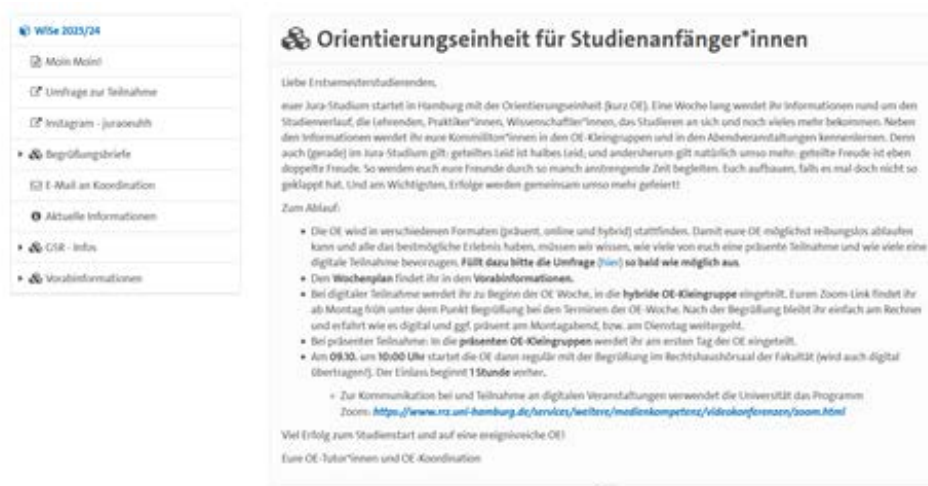 WiSe 2023/24
Moin Moin!
Umfrage zur Teilnahme
Instagram - juraoeuhh
Begrüßungsbriefe
E-Mail an Koordination
Aktuelle Informationen
GSR - Infos
Vorabinformationen
Orientierungseinheit für Studienanfänger*innen
Liebe Erstsemesterstudierenden,
euer Jura-Studium startet in Hamburg mit der Orientierungseinheit (kurz OE). Eine Woche lang werdet ihr Informationen rund um den
Studienverlauf, die Lehrenden, Praktiker*innen, Wissenschaftler*innen, das Studieren an sich und noch vieles mehr bekommen. Neben
den Informationen werdet ihr eure Kommiliton*innen in den OE-Kleingruppen und in den Abendveranstaltungen kennenlernen. Denn
auch (gerade) im Jura-Studium gilt: geteiltes Leid ist halbes Leid; und andersherum gilt natürlich umso mehr: geteilte Freude ist eben
doppelte Freude. So werden euch eure Freunde durch so manch anstrengende Zeit begleiten. Euch aufbauen, falls es mal doch nicht so
geklappt hat. Und am Wichtigsten, Erfolge werden gemeinsam umso mehr gefeiert!
Zum Ablauf:
Die OE wird in verschiedenen Formaten (präsent, online und hybrid) stattfinden. Damit eure OE möglichst reibungslos ablaufen
kann und alle das bestmögliche Erlebnis haben, müssen wir wissen, wie viele von euch eine präsente Teilnahme und wie viele eine
digitale Teilnahme bevorzugen. Füllt dazu bitte die Umfrage (hier) so bald wie möglich aus.
Den Wochenplan findet ihr in den Vorabinformationen.
Bei digitaler Teilnahme werdet ihr zu Beginn der OE Woche, in die hybride OE-Kleingruppe eingeteilt. Euren Zoom-Link findet ihr
ab Montag früh unter dem Punkt Begrüßung bei den Terminen der OE-Woche. Nach der Begrüßung bleibt ihr einfach am Rechner
und erfahrt wie es digital und ggf. präsent am Montagabend, bzw. am Dienstag weitergeht.
Bei präsenter Teilnahme: In die präsenten OE-Kleingruppen werdet ihr am ersten Tag der OE eingeteilt.
Am 09.10. um 10:00 Uhr startet die OE dann regulär mit der Begrüßung im Rechtshaushörsaal der Fakultät (wird auch digital
übertragen!). Der Einlass beginnt 1 Stunde vorher.
Zur Kommunikation bei und Teilnahme an digitalen Veranstaltungen verwendet die Universität das Programm
Zoom: https://www.rrz.uni-hamburg.de/services/weitere/medienkompetenz/videokonferenzen/zoom.html
Viel Erfolg zum Studienstart und auf eine ereignisreiche OE!
Eure OE-Tutor*innen und OE-Koordination